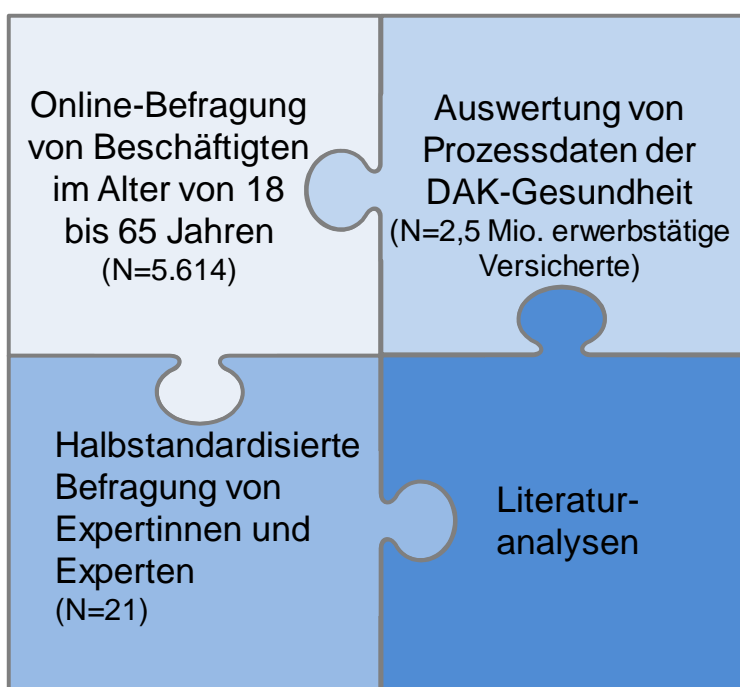 Online-Befragung
von Beschäftigten
im Alter von 18
bis 65 Jahren
(N=5.614)
Auswertung von
Prozessdaten der
DAK-Gesundheit
(N=2,5 Mio. erwerbstätige
Versicherte)
Halbstandardisierte
Befragung von
Expertinnen und
Experten
(N=21)
Literatur-
analysen